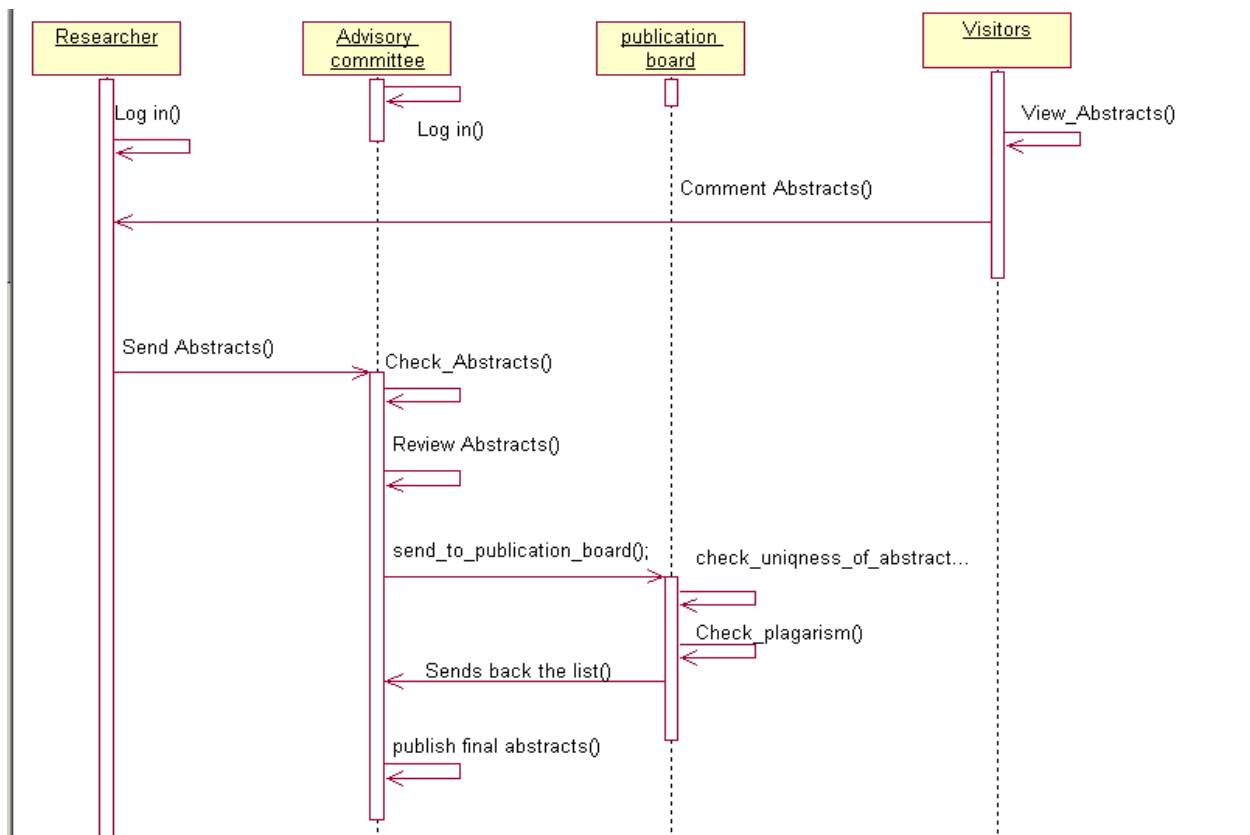 Researcher
Advisory
committee
publication
board
Visitors
Log in()
Log in()
View_Abstracts()
Comment Abstracts()
Send Abstracts()
Check_Abstracts()
Review Abstracts()
send_to_publication_board();
check_uniqness_of_abstract...
Check_plagarism()
Sends back the list()
publish final abstracts()